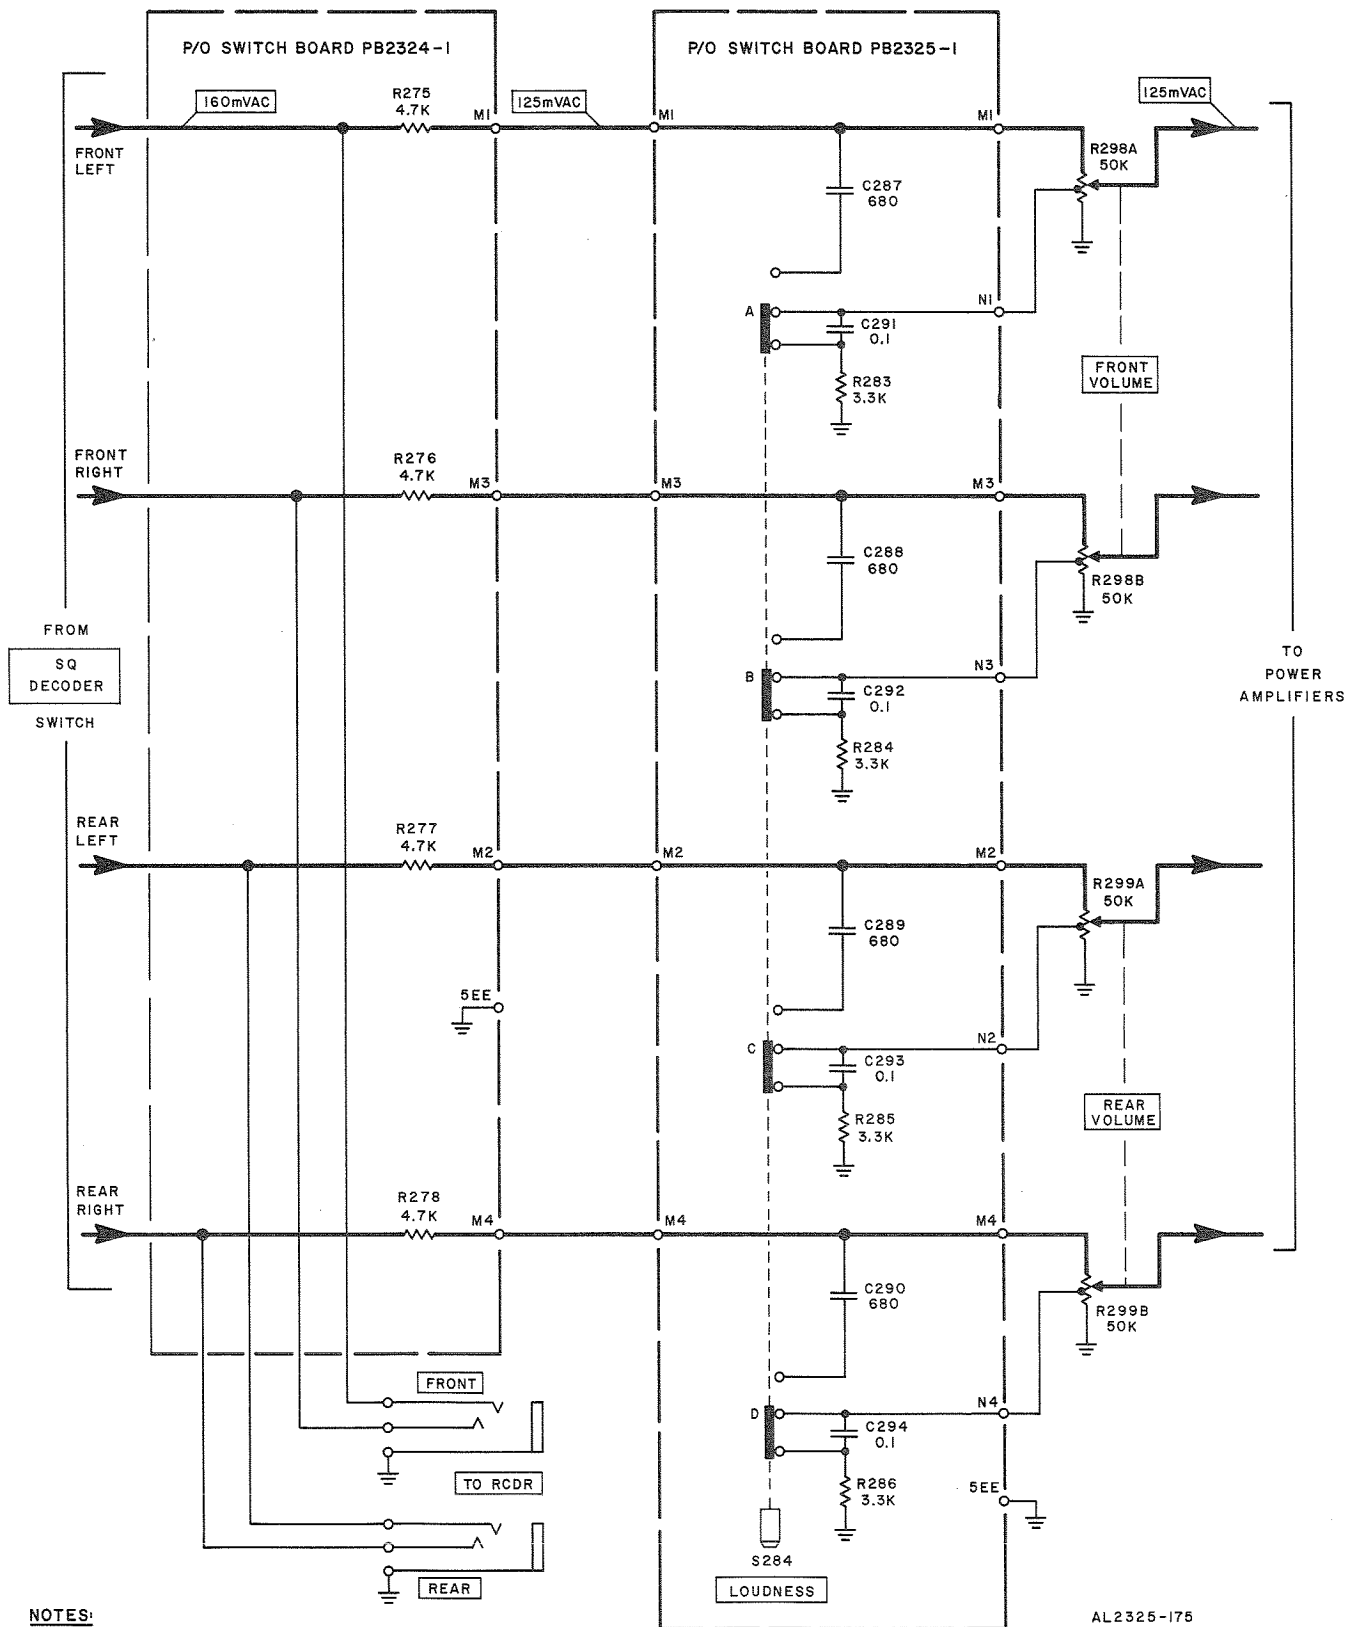 P/O SWITCH BOARD PB2324-1
P/O SWITCH BOARD PB2325-1
160mVAC
R275
4.7K
M1
125mVAC
M1
M1
125mVAC
FRONT
LEFT
R298A
50K
C287
680
A
N1
C291
0.1
R283
3.3K
FRONT
VOLUME
FRONT
RIGHT
R276
4.7K
M3
M3
M3
C288
680
R298B
50K
B
N3
C292
0.1
R284
3.3K
FROM
SQ
DECODER
SWITCH
TO
POWER
AMPLIFIERS
REAR
LEFT
R277
4.7K
M2
M2
M2
R299A
50K
C289
680
5EE
C
N2
C293
0.1
R285
3.3K
REAR
VOLUME
REAR
RIGHT
R278
4.7K
M4
M4
M4
C290
680
R299B
50K
FRONT
D
N4
C294
0.1
TO RCDR
R286
3.3K
5EE
S284
REAR
LOUDNESS
NOTES:
AL2325-175